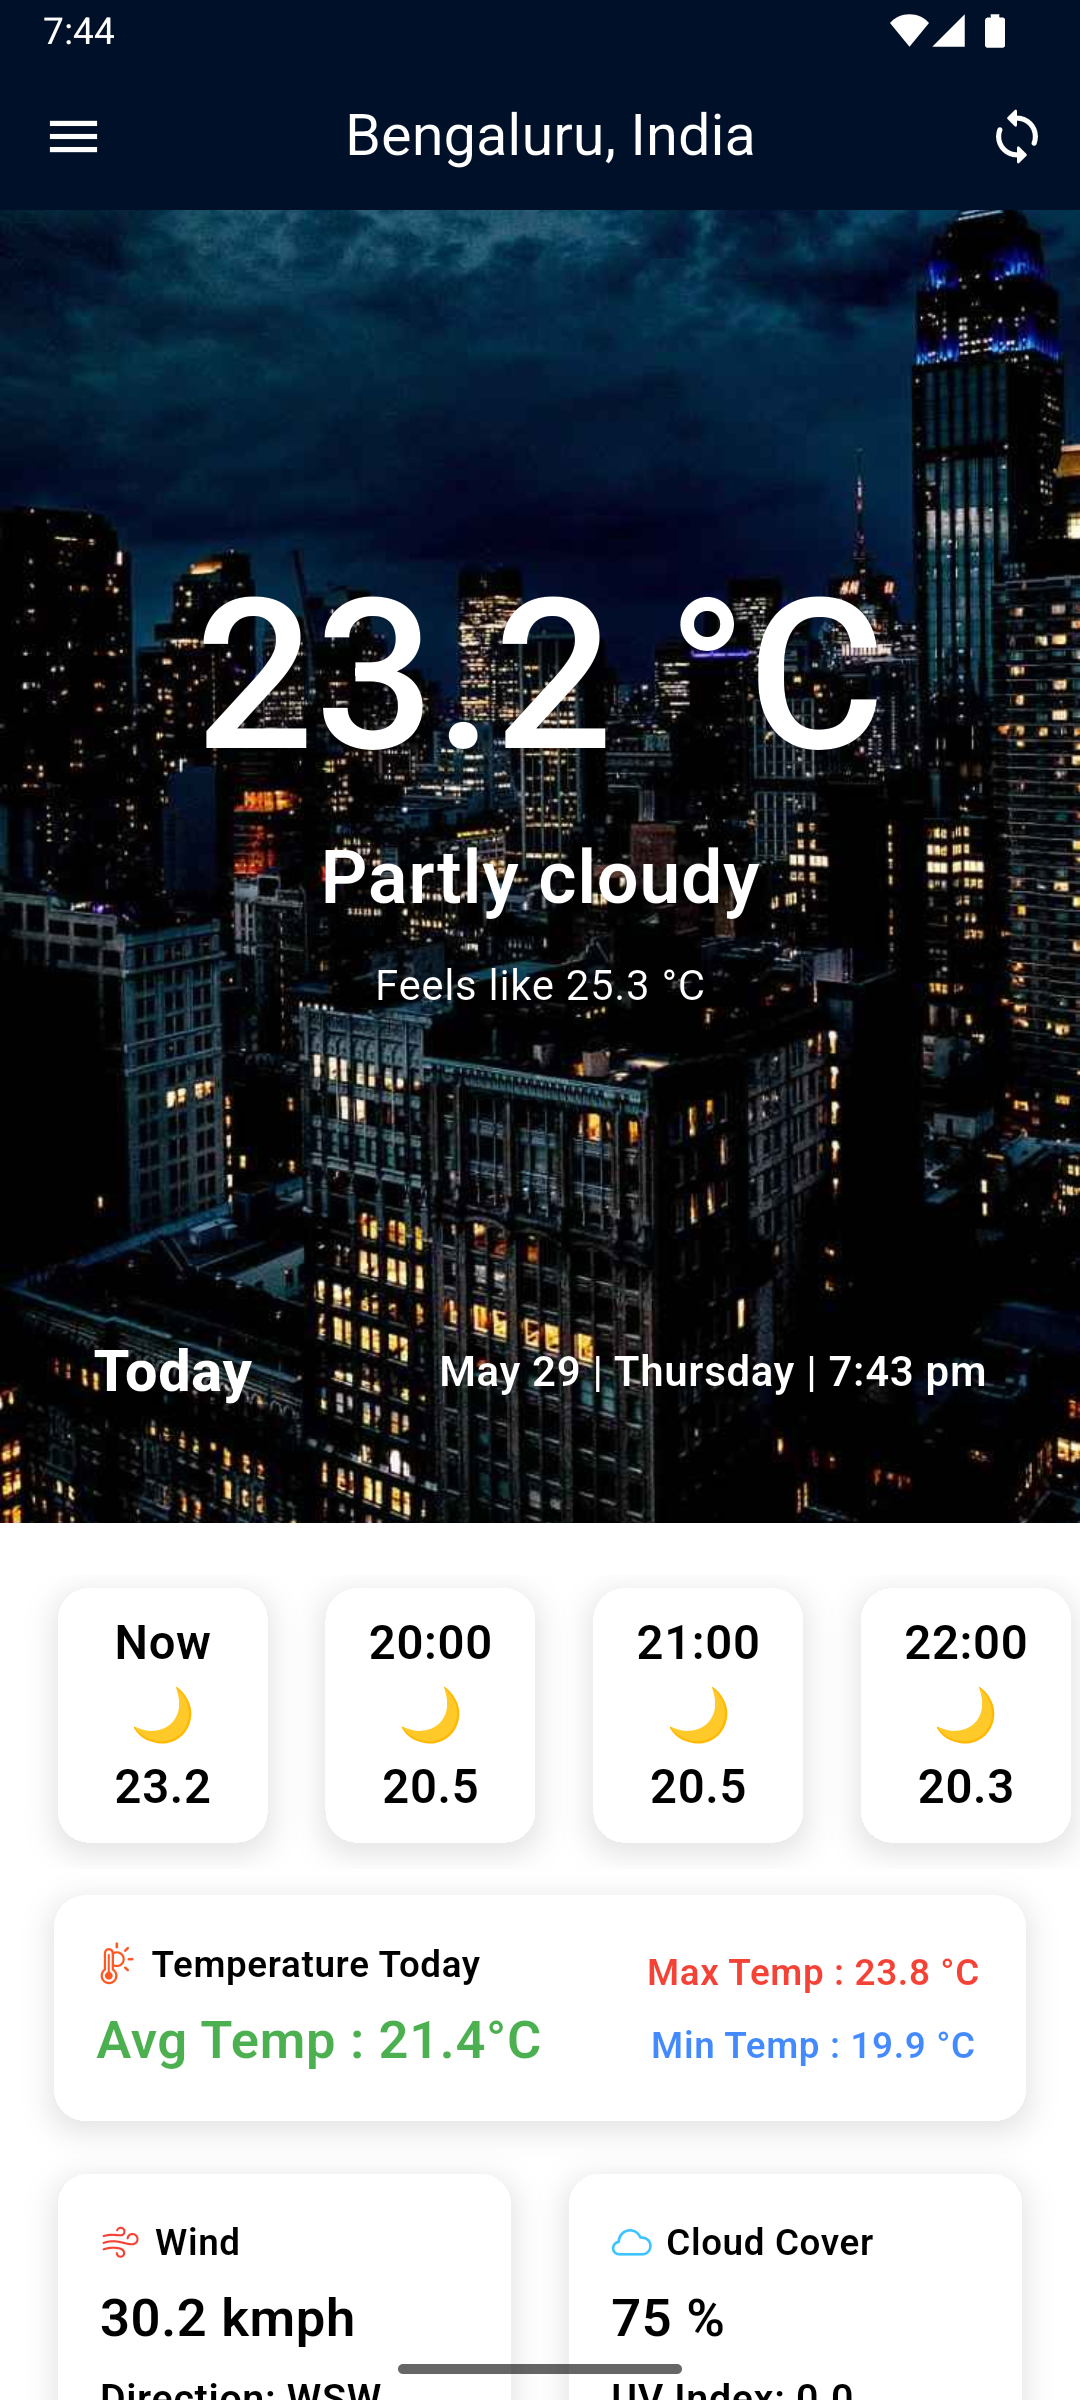 7:44
Bengaluru, India
23.2 °C
Partly cloudy
Feels like 25.3 °C
Today
May 29 | Thursday | 7:43 pm
Now
20:00
21:00
22:00
23.2
20.5
20.5
20.3
Temperature Today
Max Temp : 23.8 °C
Avg Temp : 21.4°C
Min Temp : 19.9 °C
Wind
Cloud Cover
30.2 kmph
75 %
Direction: WSW
UV Index: 0.0